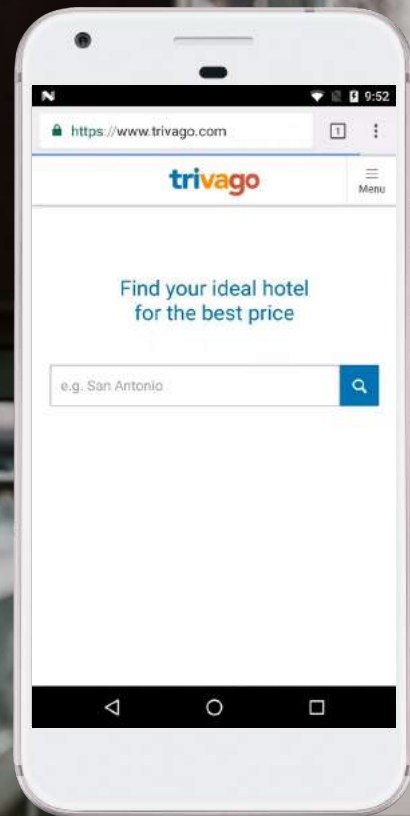 9:52
https://www.trivago.com
1
trivago
Menu
Find your ideal hotel
for the best price
e.g. San Antonio